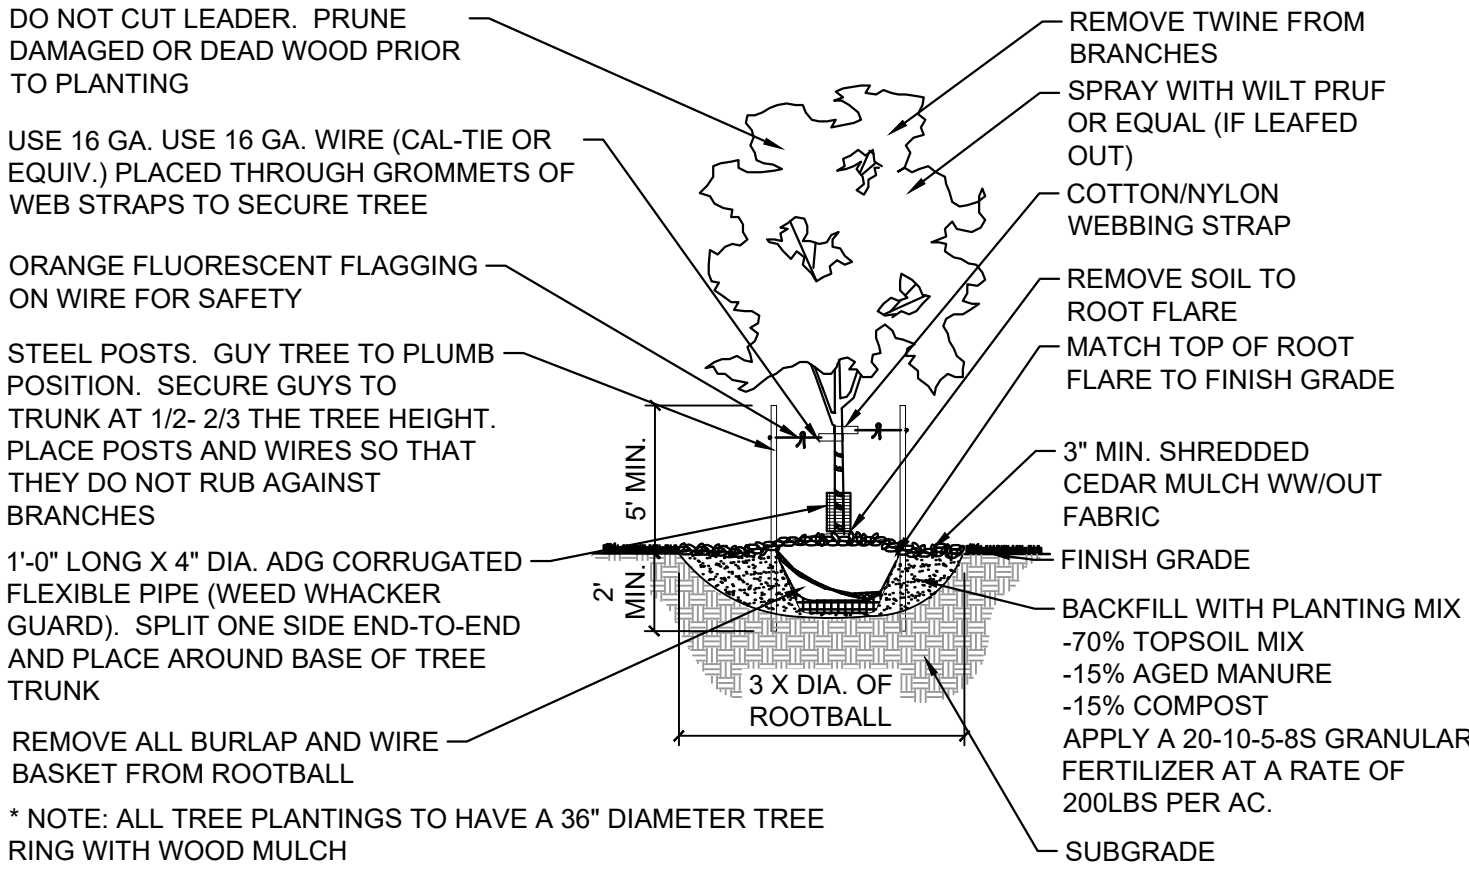 DO NOT CUT LEADER. PRUNE
DAMAGED OR DEAD WOOD PRIOR
TO PLANTING
USE 16 GA. USE 16 GA. WIRE (CAL-TIE OR
EQUIV.) PLACED THROUGH GROMMETS OF
WEB STRAPS TO SECURE TREE
ORANGE FLUORESCENT FLAGGING
ON WIRE FOR SAFETY
STEEL POSTS. GUY TREE TO PLUMB
POSITION. SECURE GUYS TO
TRUNK AT 1/2- 2/3 THE TREE HEIGHT.
PLACE POSTS AND WIRES SO THAT
THEY DO NOT RUB AGAINST
BRANCHES
1'-0" LONG X 4" DIA. ADG CORRUGATED
FLEXIBLE PIPE (WEED WHACKER
GUARD). SPLIT ONE SIDE END-TO-END
AND PLACE AROUND BASE OF TREE
TRUNK
REMOVE ALL BURLAP AND WIRE
BASKET FROM ROOTBALL
* NOTE: ALL TREE PLANTINGS TO HAVE A 36" DIAMETER TREE
RING WITH WOOD MULCH
5' MIN.
2'
MIN.
3 X DIA. OF
ROOTBALL
REMOVE TWINE FROM
BRANCHES
SPRAY WITH WILT PRUF
OR EQUAL (IF LEAFED
OUT)
COTTON/NYLON
WEBBING STRAP
REMOVE SOIL TO
ROOT FLARE
MATCH TOP OF ROOT
FLARE TO FINISH GRADE
3" MIN. SHREDDED
CEDAR MULCH WW/OUT
FABRIC
FINISH GRADE
BACKFILL WITH PLANTING MIX
-70% TOPSOIL MIX
-15% AGED MANURE
-15% COMPOST
APPLY A 20-10-5-8S GRANULAR
FERTILIZER AT A RATE OF
200LBS PER AC.
SUBGRADE